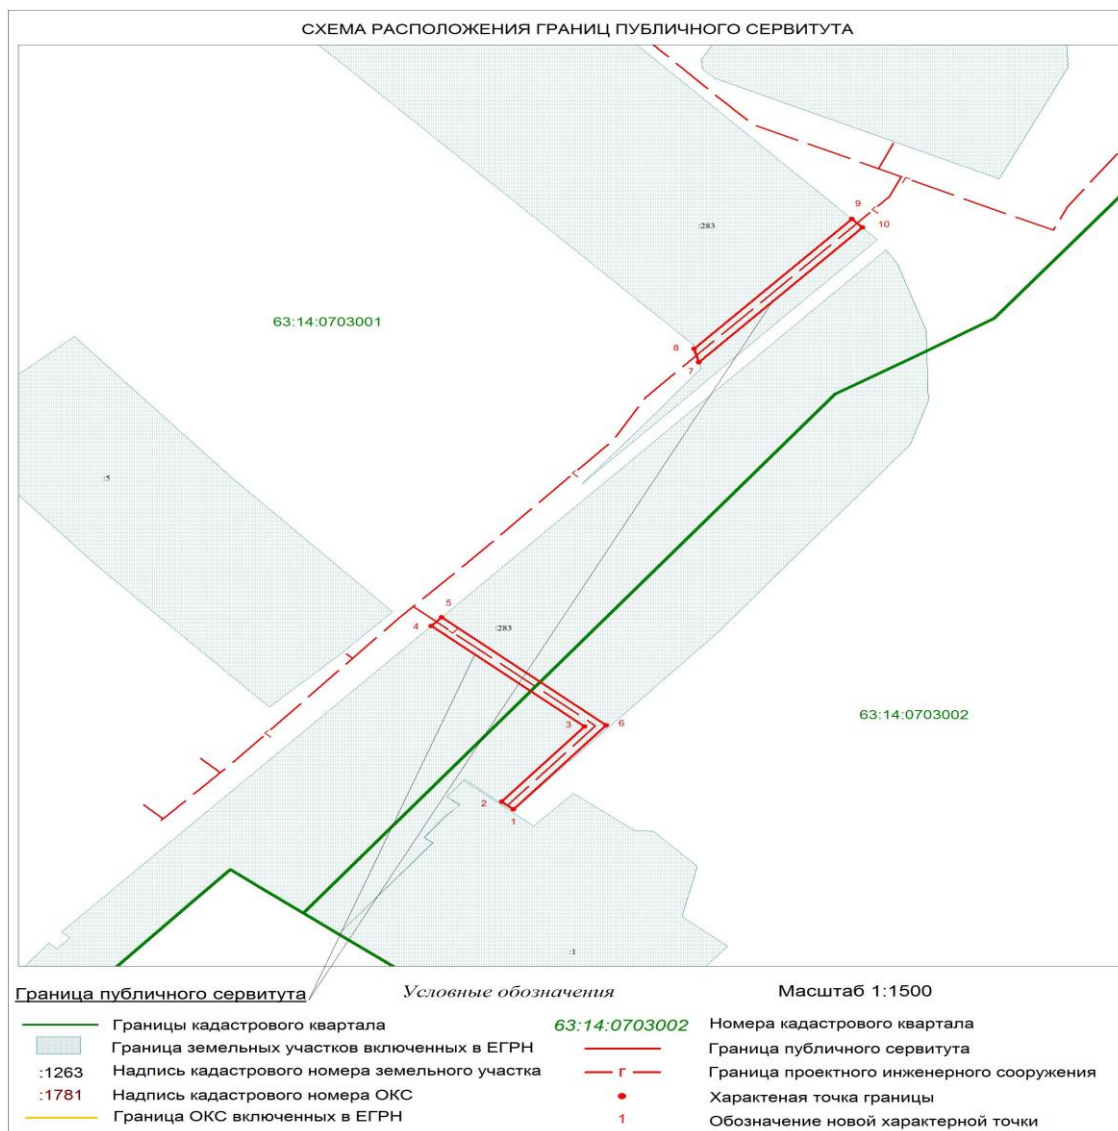 СХЕМА РАСПОЛОЖЕНИЯ ГРАНИЦ ПУБЛИЧНОГО СЕРВИТУТА
9
10
:283
63:14:0703001
8
7
г
:5
г
5
:283
4
63:14:0703002
3
6
г
2
1
:1
Граница публичного сервитута
Условные обозначения
Масштаб 1:1500
Границы кадастрового квартала
63:14:0703002
Номера кадастрового квартала
Граница земельных участков включенных в ЕГРН
Граница публичного сервитута
:1263
Надпись кадастрового номера земельного участка
г
Граница проектного инженерного сооружения
:1781
Надпись кадастрового номера ОКС
Характеная точка границы
Граница ОКС включенных в ЕГРН
1
Обозначение новой характерной точки